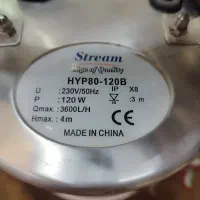 Stream
Sign of Quality
HYP80-120B
U : 230V/50Hz IP X8
P : 120 W : 3 m
Qmax. : 3600L/H
Hmax. : 4m
MADE IN CHINA